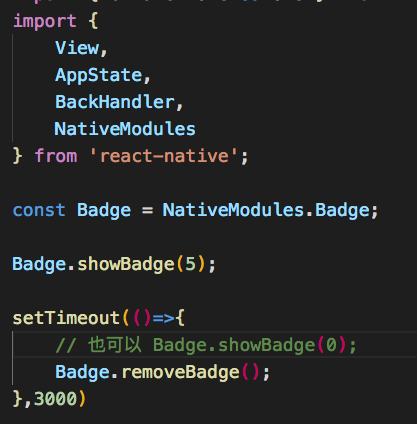 import {
    View,
    AppState,
    BackHandler,
    NativeModules
} from 'react-native';
const Badge = NativeModules.Badge;
Badge.showBadge(5);
setTimeout(()=>{
    // 也可以 Badge.showBadge(0);
    Badge.removeBadge();
},3000)